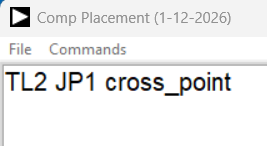 Comp Placement (1-12-2026)
File Commands
TL2 JP1 cross_point